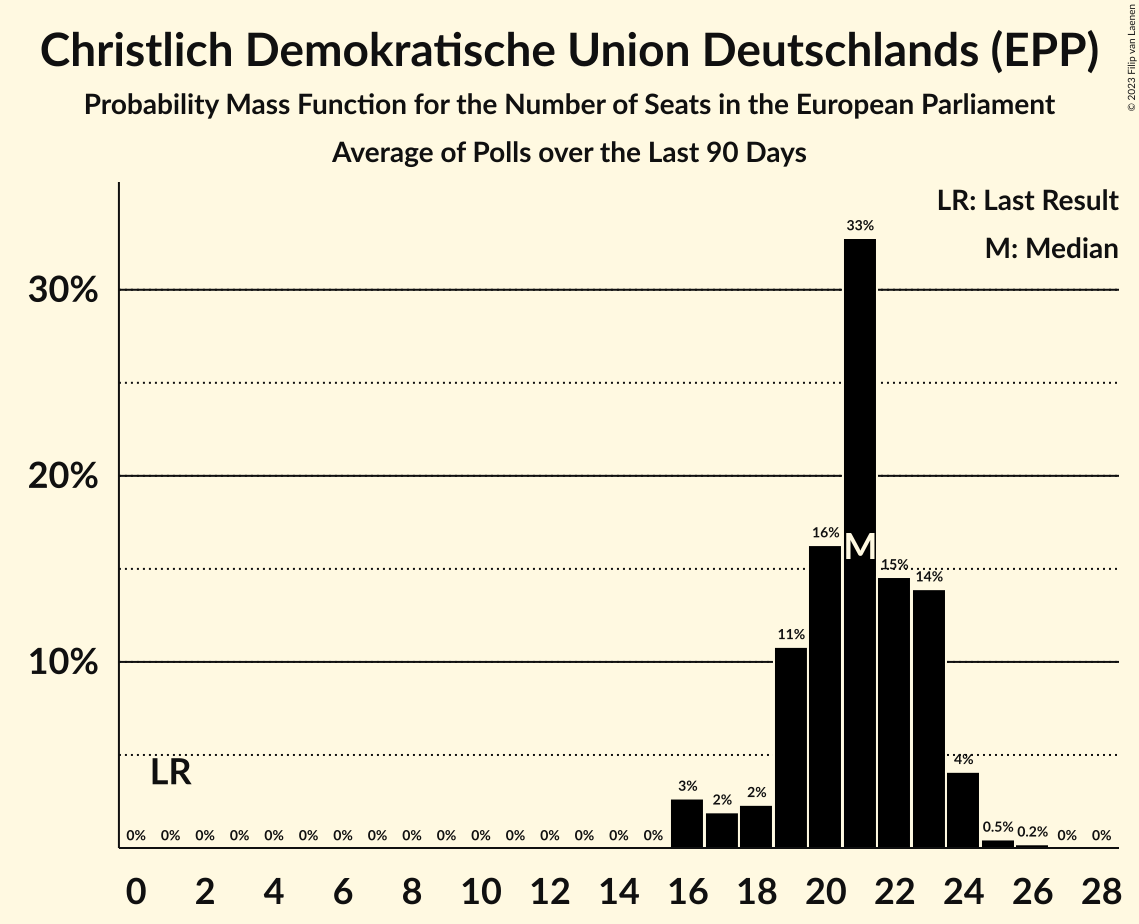 Christlich Demokratische Union Deutschlands (EPP)
Probability Mass Function for the Number of Seats in the European Parliament
Average of Polls over the Last 90 Days
© 2023 Filip van Laenen
LR: Last Result
M: Median
33%
30%
20%
16%
M
15%
14%
11%
10%
LR
4%
3%
2%
2%
0% 0% 0% 0% 0% 0% 0% 0% 0% 0% 0% 0% 0% 0% 0% 0% 0.5% 0.2% 0% 0%
0 2 4 6 8 10 12 14 16 18 20 22 24 26 28